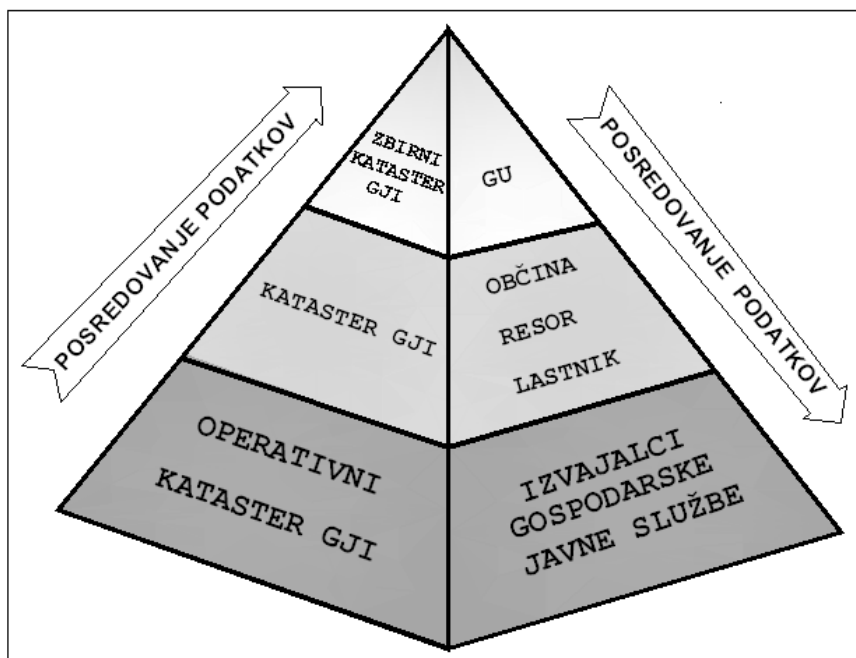 POSREDOVANJE PODATKOV
POSREDOVANJE PODATKOV
ZBIRNI
KATASTER
GJI
GU
KATASTER GJI
OBČINA
RESOR
LASTNIK
OPERATIVNI
KATASTER GJI
IZVAJALCI
GOSPODARSKE
JAVNE SLUŽBE